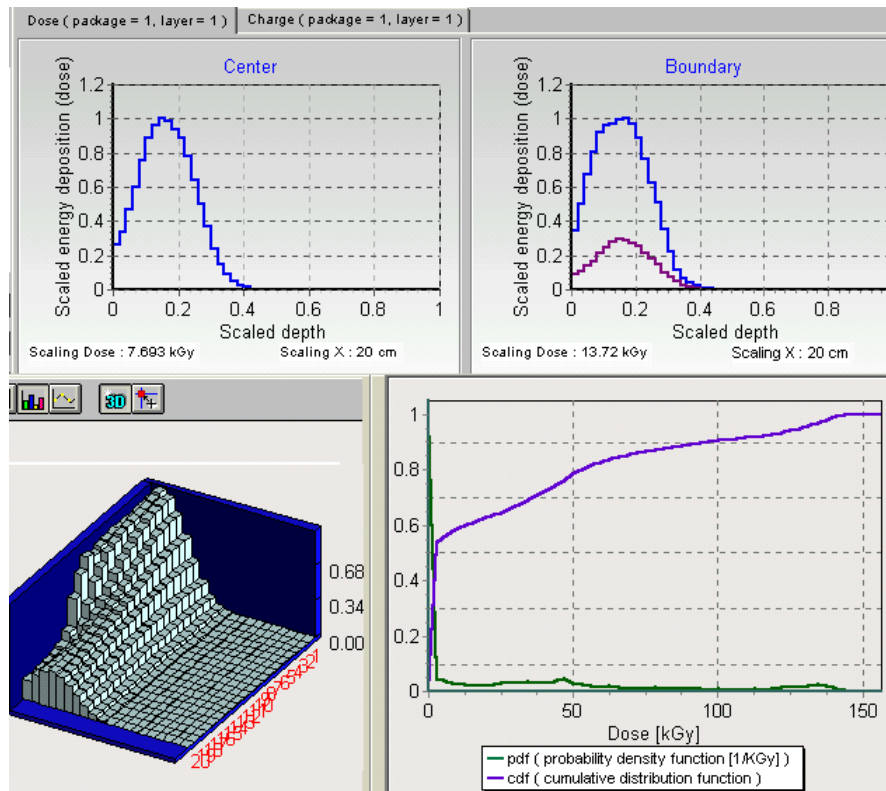 Dose ( package = 1, layer = 1 )
Charge ( package = 1, layer = 1 )
Center
Scaled energy deposition (dose)
1.2
1
0.8
0.6
0.4
0.2
0
0
0.2
0.4
0.6
0.8
1
Scaled depth
Scaling Dose : 7.693 kGy
Scaling X : 20 cm
Boundary
Scaled energy deposition (dose)
1.2
1
0.8
0.6
0.4
0.2
0
0
0.2
0.4
0.6
0.8
Scaled depth
Scaling Dose : 13.72 kGy
Scaling X : 20 cm
3D
0.68
0.34
0.00
1
0.8
0.6
0.4
0.2
0
0
50
100
150
Dose [kGy]
pdf ( probability density function [1/KGy] )
cdf ( cumulative distribution function )